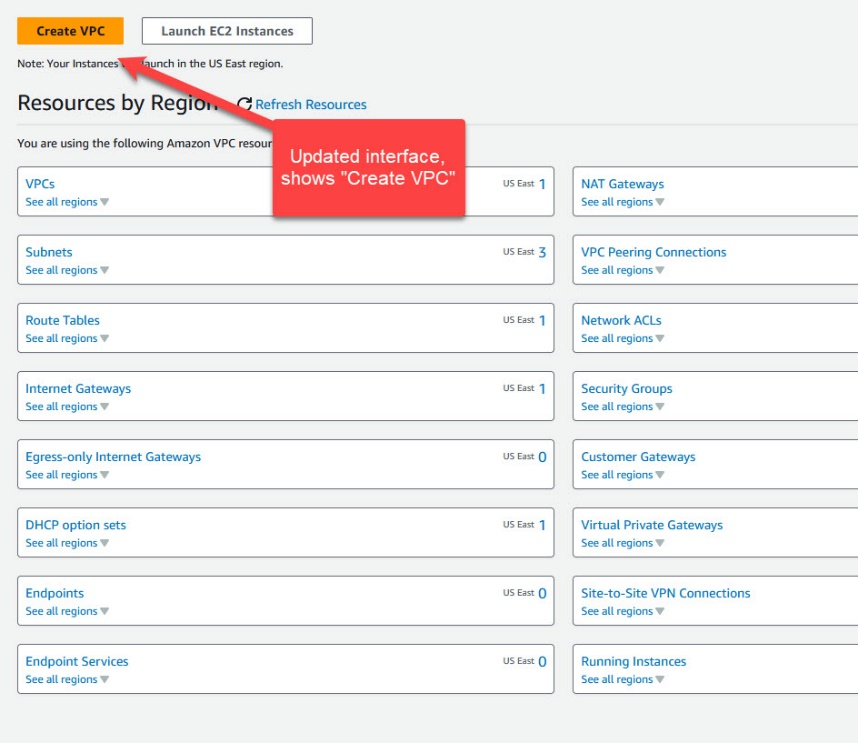 Create VPC
Launch EC2 Instances
Note: Your Instances launch in the US East region.
Resources by Region
Refresh Resources
You are using the following Amazon VPC
Updated interface,
shows "Create VPC"
VPCs
US East 1
See all regions
NAT Gateways
See all regions
Subnets
US East 3
See all regions
VPC Peering Connections
See all regions
Route Tables
US East 1
See all regions
Network ACLs
See all regions
Internet Gateways
US East 1
See all regions
Security Groups
See all regions
Egress-only Internet Gateways
US East 0
See all regions
Customer Gateways
See all regions
DHCP option sets
US East 1
See all regions
Virtual Private Gateways
See all regions
Endpoints
US East 0
See all regions
Site-to-Site VPN Connections
See all regions
Endpoint Services
US East 0
See all regions
Running Instances
See all regions